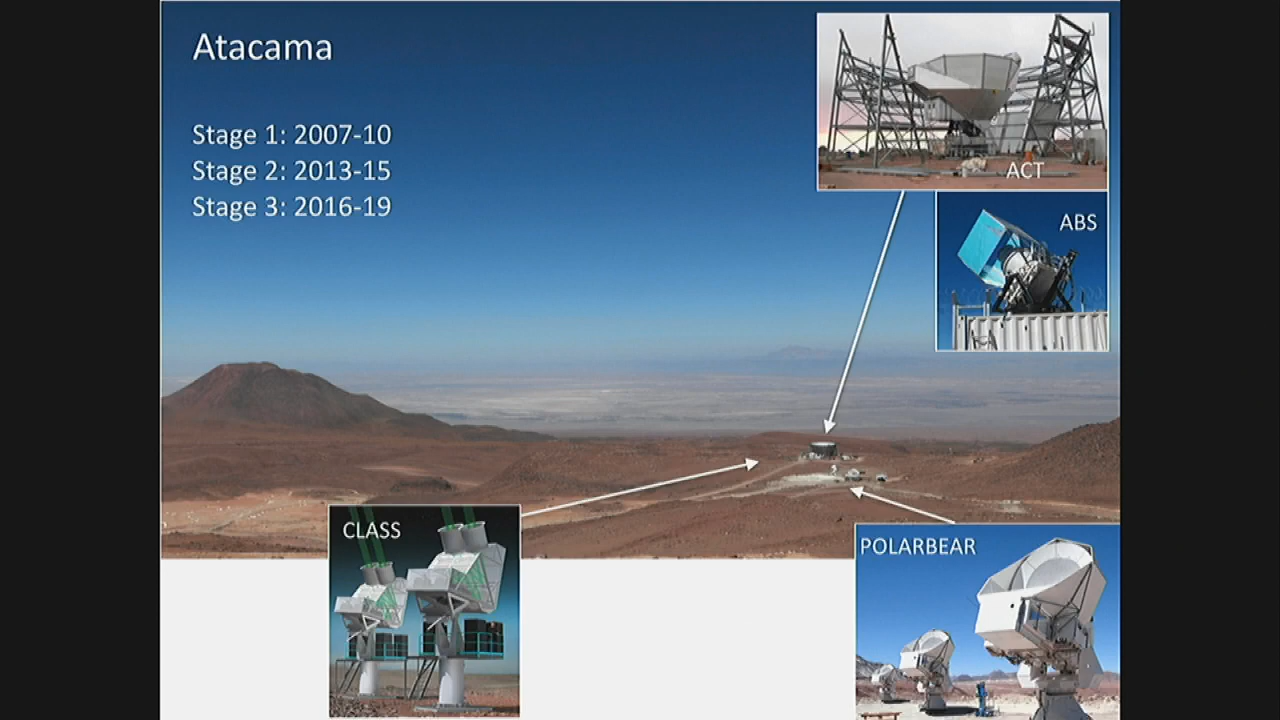 Atacama
Stage 1: 2007-10
Stage 2: 2013-15
Stage 3: 2016-19
ACT
ABS
CLASS
POLARBEAR